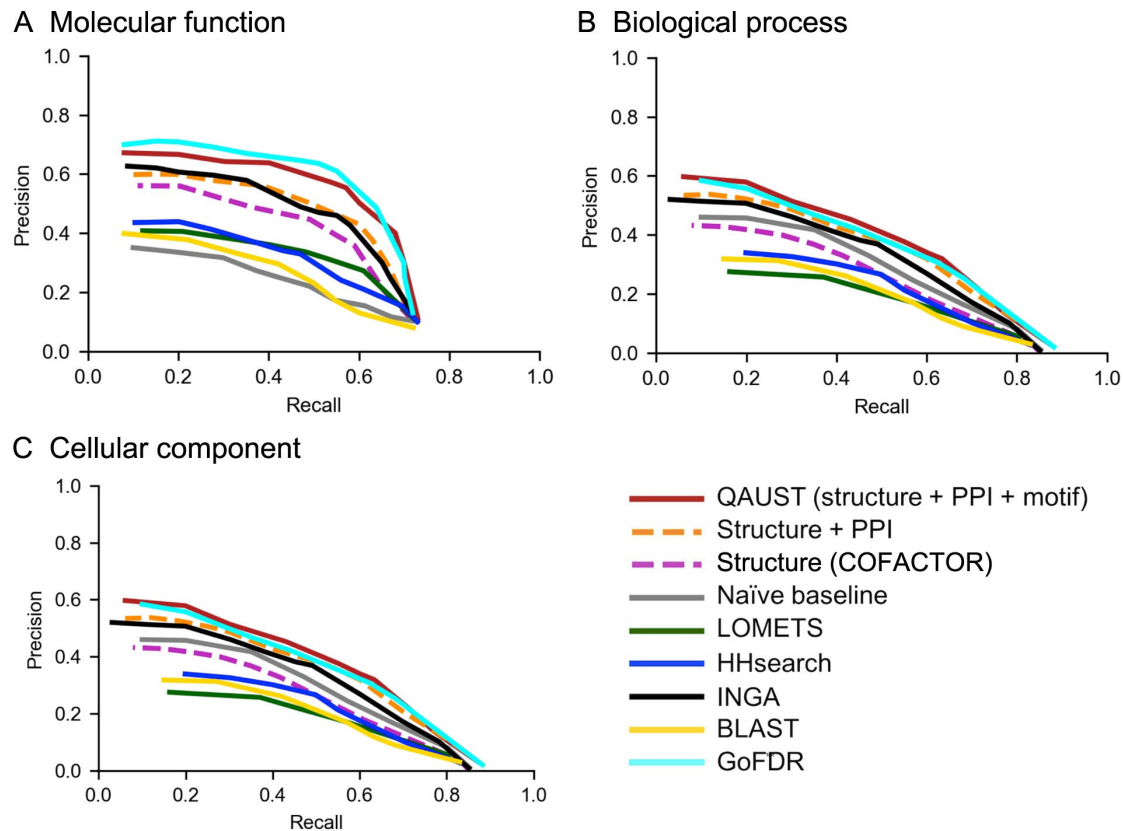 A Molecular function
1.0
0.8
0.6
0.4
0.2
0.0
Precision
0.0 0.2 0.4 0.6 0.8 1.0
Recall
B Biological process
1.0
0.8
0.6
0.4
0.2
0.0
Precision
0.0 0.2 0.4 0.6 0.8 1.0
Recall
C Cellular component
1.0
0.8
0.6
0.4
0.2
0.0
Precision
0.0 0.2 0.4 0.6 0.8 1.0
Recall
QAUST (structure + PPI + motif)
Structure + PPI
Structure (COFACTOR)
Naïve baseline
LOMETS
HHsearch
INGA
BLAST
GoFDR